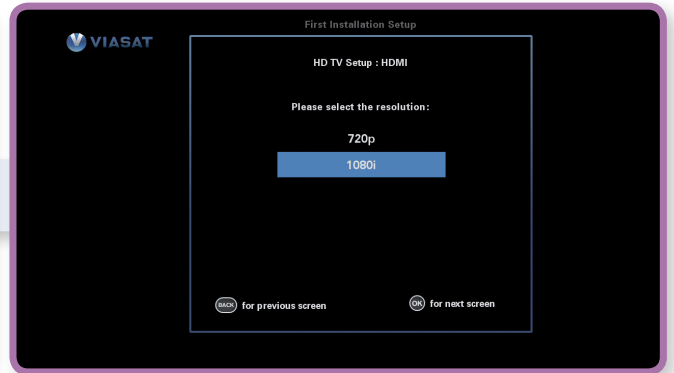 First Installation Setup
VIASAT
HD TV Setup : HDMI
Please select the resolution:
720p
1080i
BACK for previous screen
OK for next screen